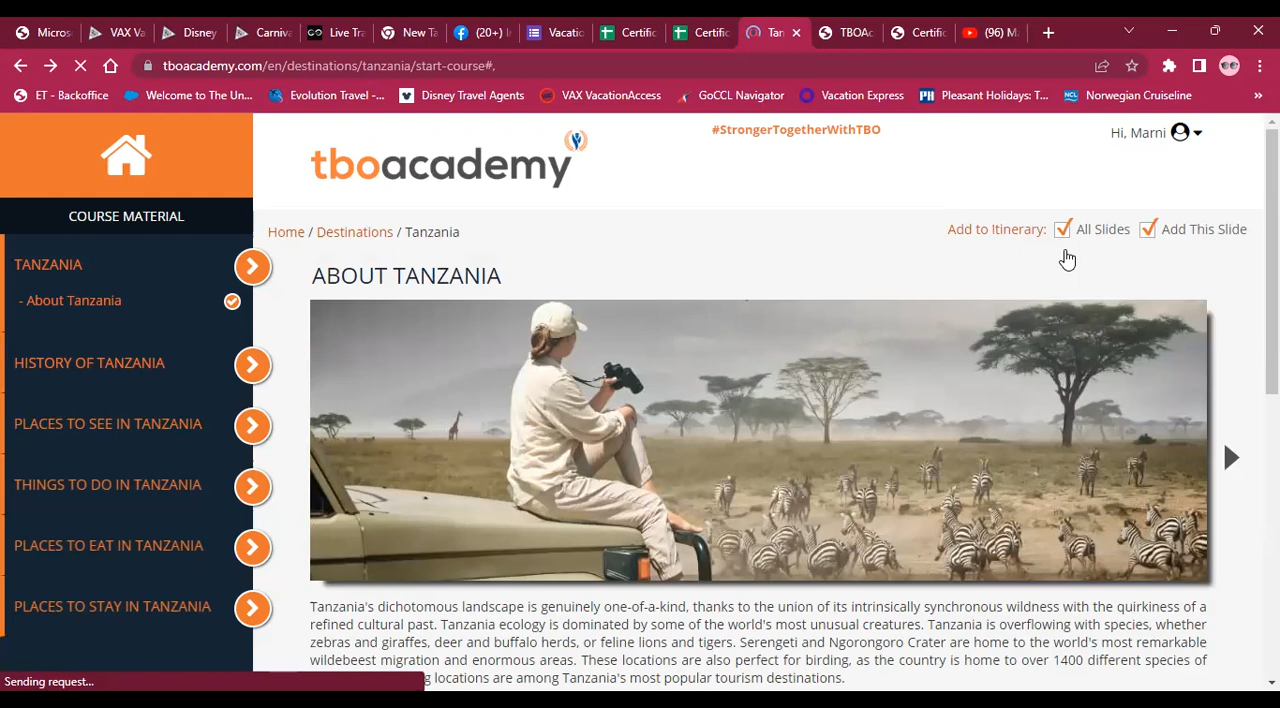 Micros
VAX Va
Disney
Carniva
Live Tra
New Ta
(20+) I
Vacatio
Certific
Certific
Tan
TBOAc
Certific
(96) M
tboacademy.com/en/destinations/tanzania/start-course#,
ET - Backoffice
Welcome to The Un...
Evolution Travel -...
Disney Travel Agents
VAX VacationAccess
GoCCL Navigator
Vacation Express
Pleasant Holidays: T...
Norwegian Cruiseline
»
tboacademy
#StrongerTogetherWithTBO
Hi, Marni
COURSE MATERIAL
TANZANIA
- About Tanzania
HISTORY OF TANZANIA
PLACES TO SEE IN TANZANIA
THINGS TO DO IN TANZANIA
PLACES TO EAT IN TANZANIA
PLACES TO STAY IN TANZANIA
Home / Destinations / Tanzania
Add to Itinerary: All Slides Add This Slide
ABOUT TANZANIA
Tanzania's dichotomous landscape is genuinely one-of-a-kind, thanks to the union of its intrinsically synchronous wildness with the quirkiness of a
refined cultural past. Tanzania ecology is dominated by some of the world's most unusual creatures. Tanzania is overflowing with species, whether
zebras and giraffes, deer and buffalo herds, or feline lions and tigers. Serengeti and Ngorongoro Crater are home to the world's most remarkable
wildebeest migration and enormous areas. These locations are also perfect for birding, as the country is home to over 1400 different species of
g locations are among Tanzania's most popular tourism destinations.
Sending request...